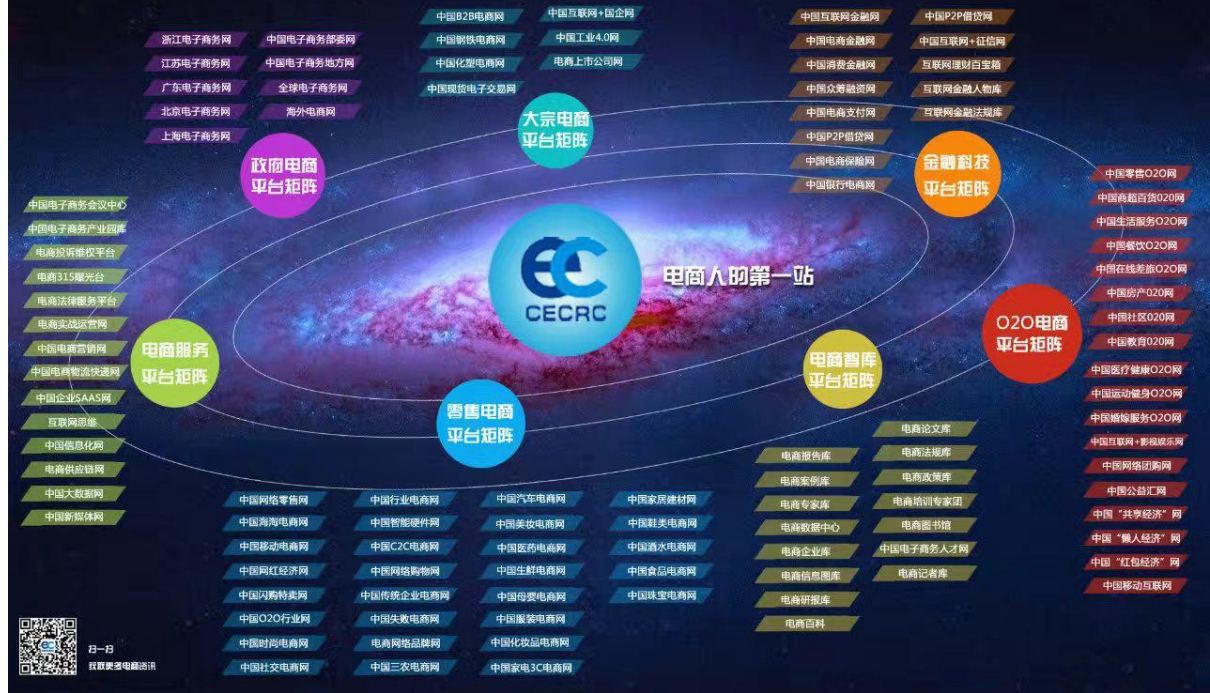 中国B2B电商网
中国钢铁电商网
中国化塑电商网
中国现货电子交易网
中国互联网+国企网
中国工业4.0网
电商上市公司网
大宗电商
平台矩阵
浙江电子商务网
江苏电子商务网
广东电子商务网
北京电子商务网
上海电子商务网
中国电子商务部委网
中国电子商务地方网
全球电子商务网
海外电商网
政府电商
平台矩阵
中国互联网金融网
中国电商金融网
中国消费金融网
中国众筹融资网
中国电商支付网
中国P2P借贷网
中国电商保险网
中国银行电商网
中国P2P借贷网
中国互联网+征信网
互联网理财百宝箱
互联网金融人物库
互联网金融法规库
金融科技
平台矩阵
中国零售O2O网
中国商超百货020网
中国生活服务O2O网
中国餐饮O2O网
中国在线差旅O2O网
中国房产020网
中国社区020网
中国教育020网
中国医疗健康O2O网
中国运动健身O2O网
中国婚嫁服务O2O网
中国互联网+影视娱乐网
中国网络团购网
中国公益汇网
中国“共享经济”网
中国“懒人经济”网
中国“红包经济”网
中国移动互联网
O2O电商
平台矩阵
CECRC
电商人的第一站
中国电子商务会议中心
中国电子商务产业园库
电商投诉维权平台
电商315曝光台
电商法律服务平台
电商实战运营网
中国电商营销网
中国电商物流快递网
中国企业SAAS网
互联网思维
中国信息化网
电商供应链网
中国大数据网
中国新媒体网
电商服务
平台矩阵
零售电商
平台矩阵
中国网络零售网
中国海淘电商网
中国移动电商网
中国网红经济网
中国闪购特卖网
中国O2O行业网
中国时尚电商网
中国社交电商网
中国行业电商网
中国智能硬件网
中国C2C电商网
中国网络购物网
中国传统企业电商网
中国失败电商网
电商网络品牌网
中国三农电商网
中国汽车电商网
中国美妆电商网
中国医药电商网
中国生鲜电商网
中国母婴电商网
中国服装电商网
中国化妆品电商网
中国家电3C电商网
中国家居建材网
中国鞋类电商网
中国酒水电商网
中国食品电商网
中国珠宝电商网
电商智库
平台矩阵
电商报告库
电商案例库
电商专家库
电商数据中心
电商企业库
电商信息图库
电商研报库
电商百科
电商论文库
电商法规库
电商政策库
电商培训专家团
电商图书馆
中国电子商务人才网
电商记者库
扫一扫
获取更多电商资讯